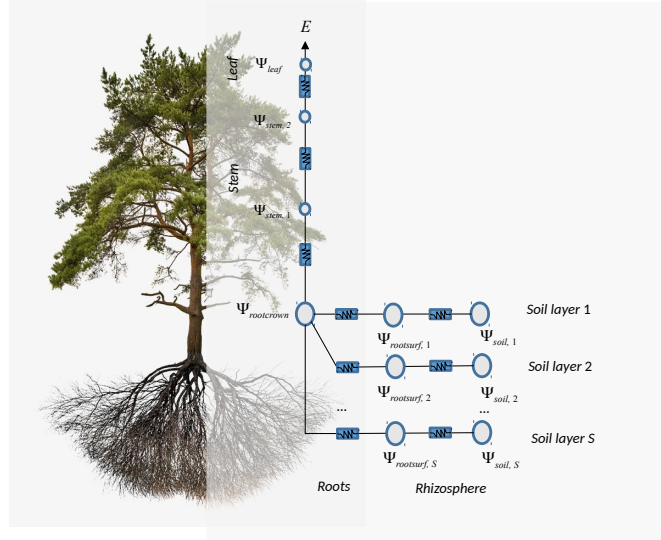 E
Leaf
Ψleaf
Ψstem, 2
Stem
Ψstem, 1
Ψrootcrown
Soil layer 1
Ψrootsurf, 1
Ψsoil, 1
Soil layer 2
Ψrootsurf, 2
Ψsoil, 2
...
...
Soil layer S
Ψrootsurf, S
Ψsoil, S
Roots
Rhizosphere